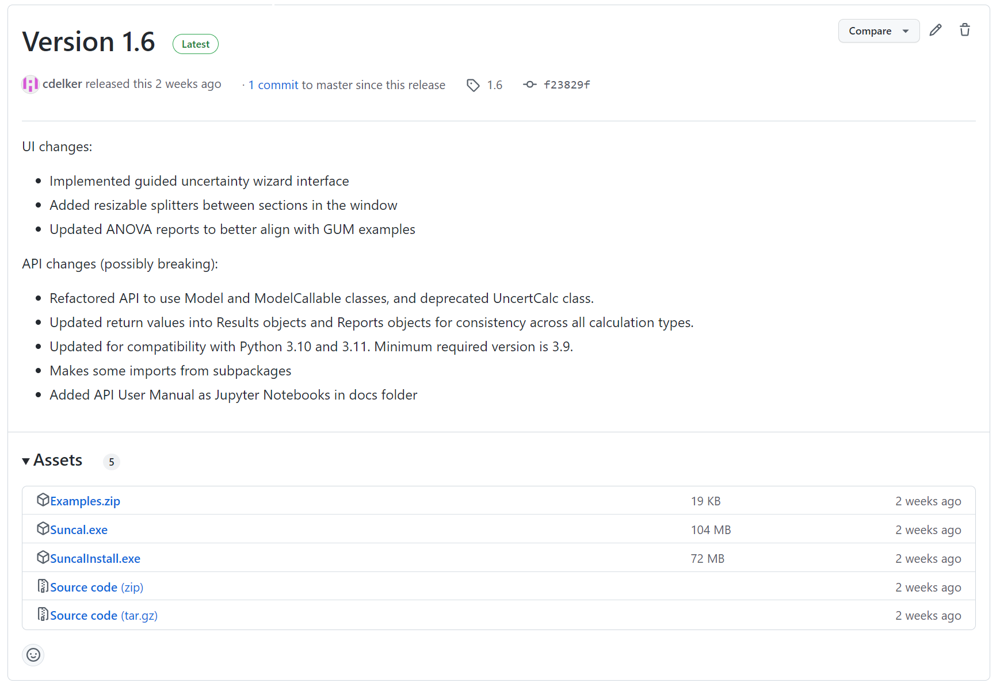 Version 1.6 Latest Compare
cdelker released this 2 weeks ago · 1 commit to master since this release 1.6 f23829f
UI changes:
• Implemented guided uncertainty wizard interface
• Added resizable splitters between sections in the window
• Updated ANOVA reports to better align with GUM examples
API changes (possibly breaking):
• Refactored API to use Model and ModelCallable classes, and deprecated UncertCalc class.
• Updated return values into Results objects and Reports objects for consistency across all calculation types.
• Updated for compatibility with Python 3.10 and 3.11. Minimum required version is 3.9.
• Makes some imports from subpackages
• Added API User Manual as Jupyter Notebooks in docs folder
Assets 5
Examples.zip 19 KB 2 weeks ago
Suncal.exe 104 MB 2 weeks ago
SuncalInstall.exe 72 MB 2 weeks ago
Source code (zip) 2 weeks ago
Source code (tar.gz) 2 weeks ago